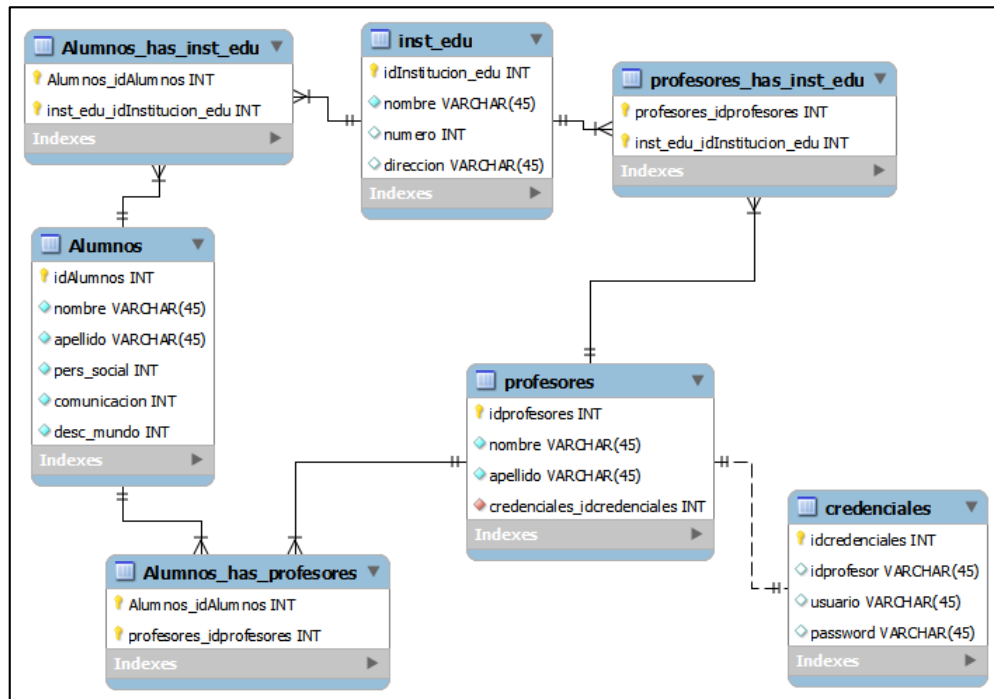 Alumnos_has_inst_edu
Alumnos_idAlumnos INT
inst_edu_idInstitucion_edu INT
Indexes
inst_edu
idInstitucion_edu INT
nombre VARCHAR(45)
numero INT
direccion VARCHAR(45)
Indexes
profesores_has_inst_edu
profesores_idprofesores INT
inst_edu_idInstitucion_edu INT
Indexes
Alumnos
idAlumnos INT
nombre VARCHAR(45)
apellido VARCHAR(45)
pers_social INT
comunicacion INT
desc_mundo INT
Indexes
profesores
idprofesores INT
nombre VARCHAR(45)
apellido VARCHAR(45)
credenciales_idcredenciales INT
Indexes
credenciales
idcredenciales INT
idprofesor VARCHAR(45)
usuario VARCHAR(45)
password VARCHAR(45)
Indexes
Alumnos_has_profesores
Alumnos_idAlumnos INT
profesores_idprofesores INT
Indexes